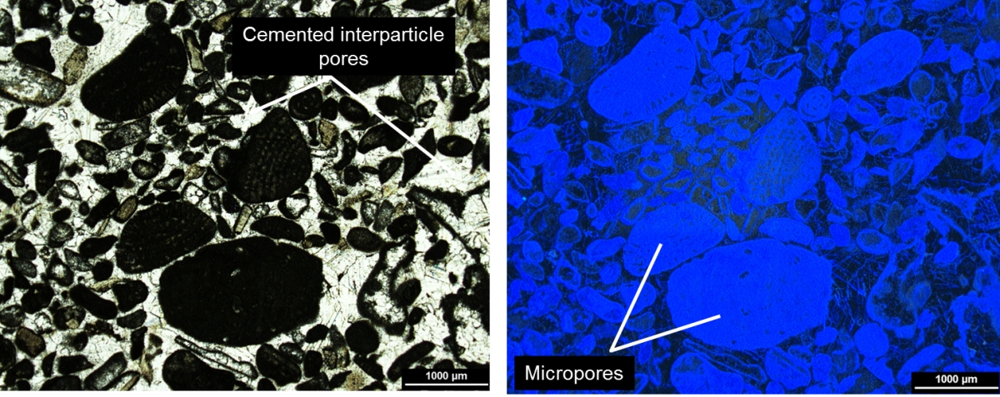 Cemented interparticle
pores
1000 µm
Micropores
1000 µm